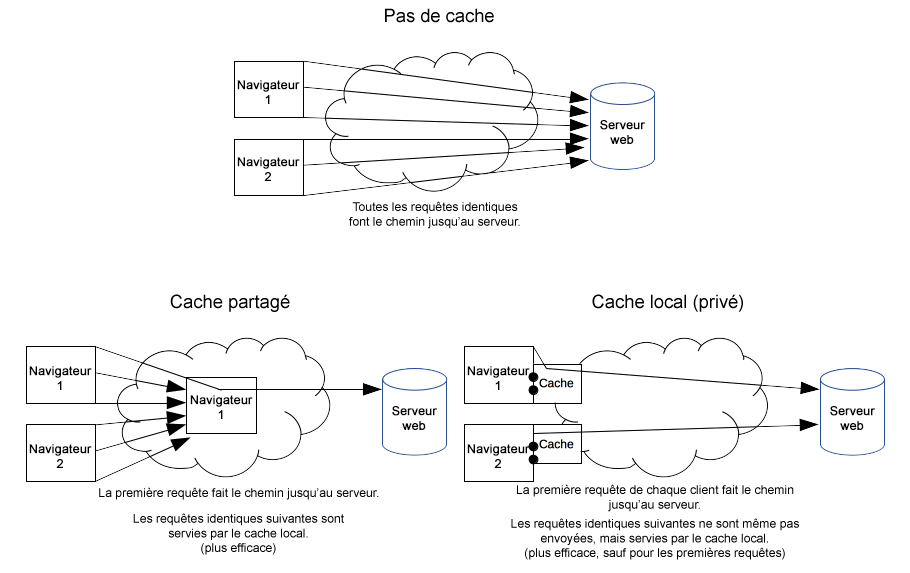 Pas de cache
Navigateur
1
Navigateur
2
Serveur
web
Toutes les requêtes identiques
font le chemin jusqu'au serveur.
Cache partagé
Navigateur
1
Navigateur
2
Navigateur
1
Serveur
web
La première requête fait le chemin jusqu'au serveur.
Les requêtes identiques suivantes sont
servies par le cache local.
(plus efficace)
Cache local (privé)
Navigateur
1
Cache
Navigateur
2
Cache
Serveur
web
La première requête de chaque client fait le chemin
jusqu'au serveur.
Les requêtes identiques suivantes ne sont même pas
envoyées, mais servies par le cache local.
(plus efficace, sauf pour les premières requêtes)